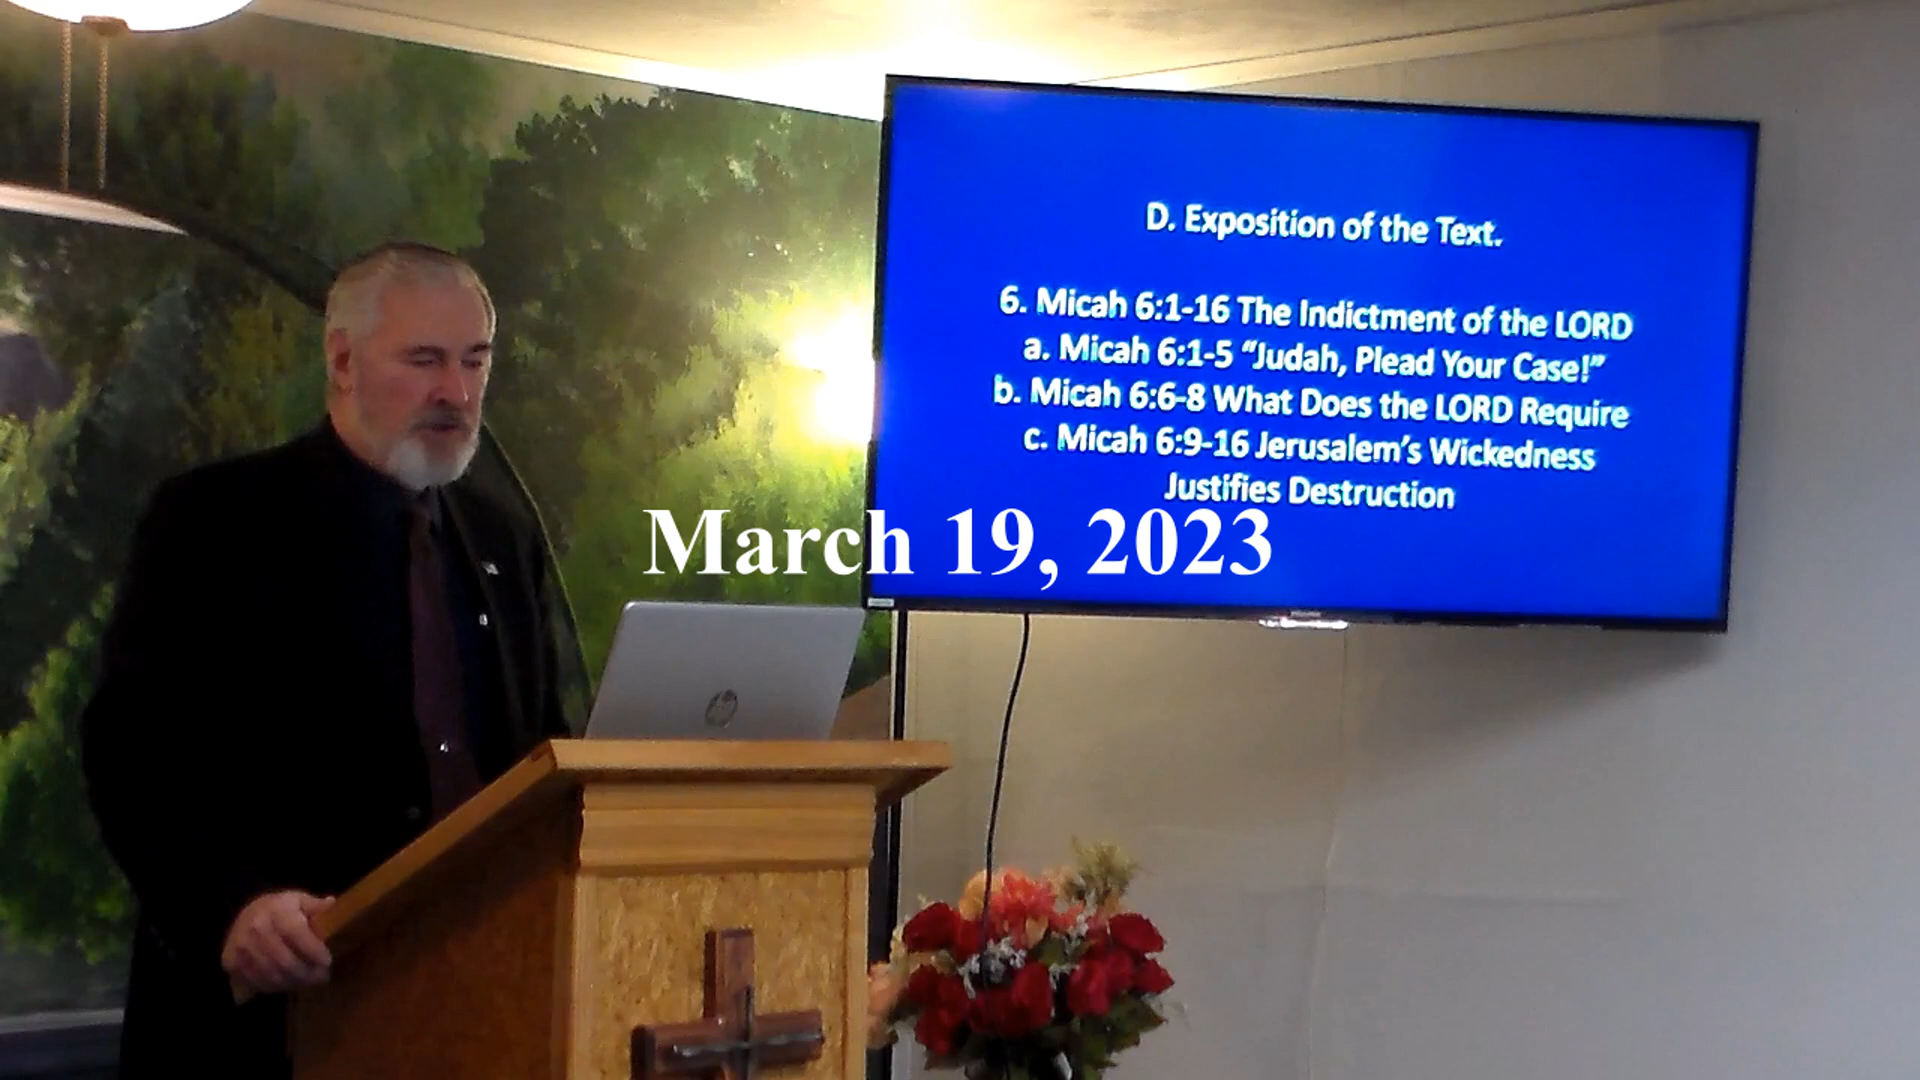 D. Exposition of the Text.
6. Micah 6:1-16 The Indictment of the LORD
a. Micah 6:1-5 “Judah, Plead Your Case!”
b. Micah 6:6-8 What Does the LORD Require
c. Micah 6:9-16 Jerusalem’s Wickedness
Justifies Destruction
March 19, 2023
hp